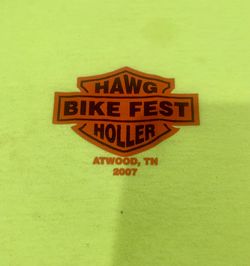 HAWG
BIKE FEST
HOLLER
ATWOOD, TN
2007